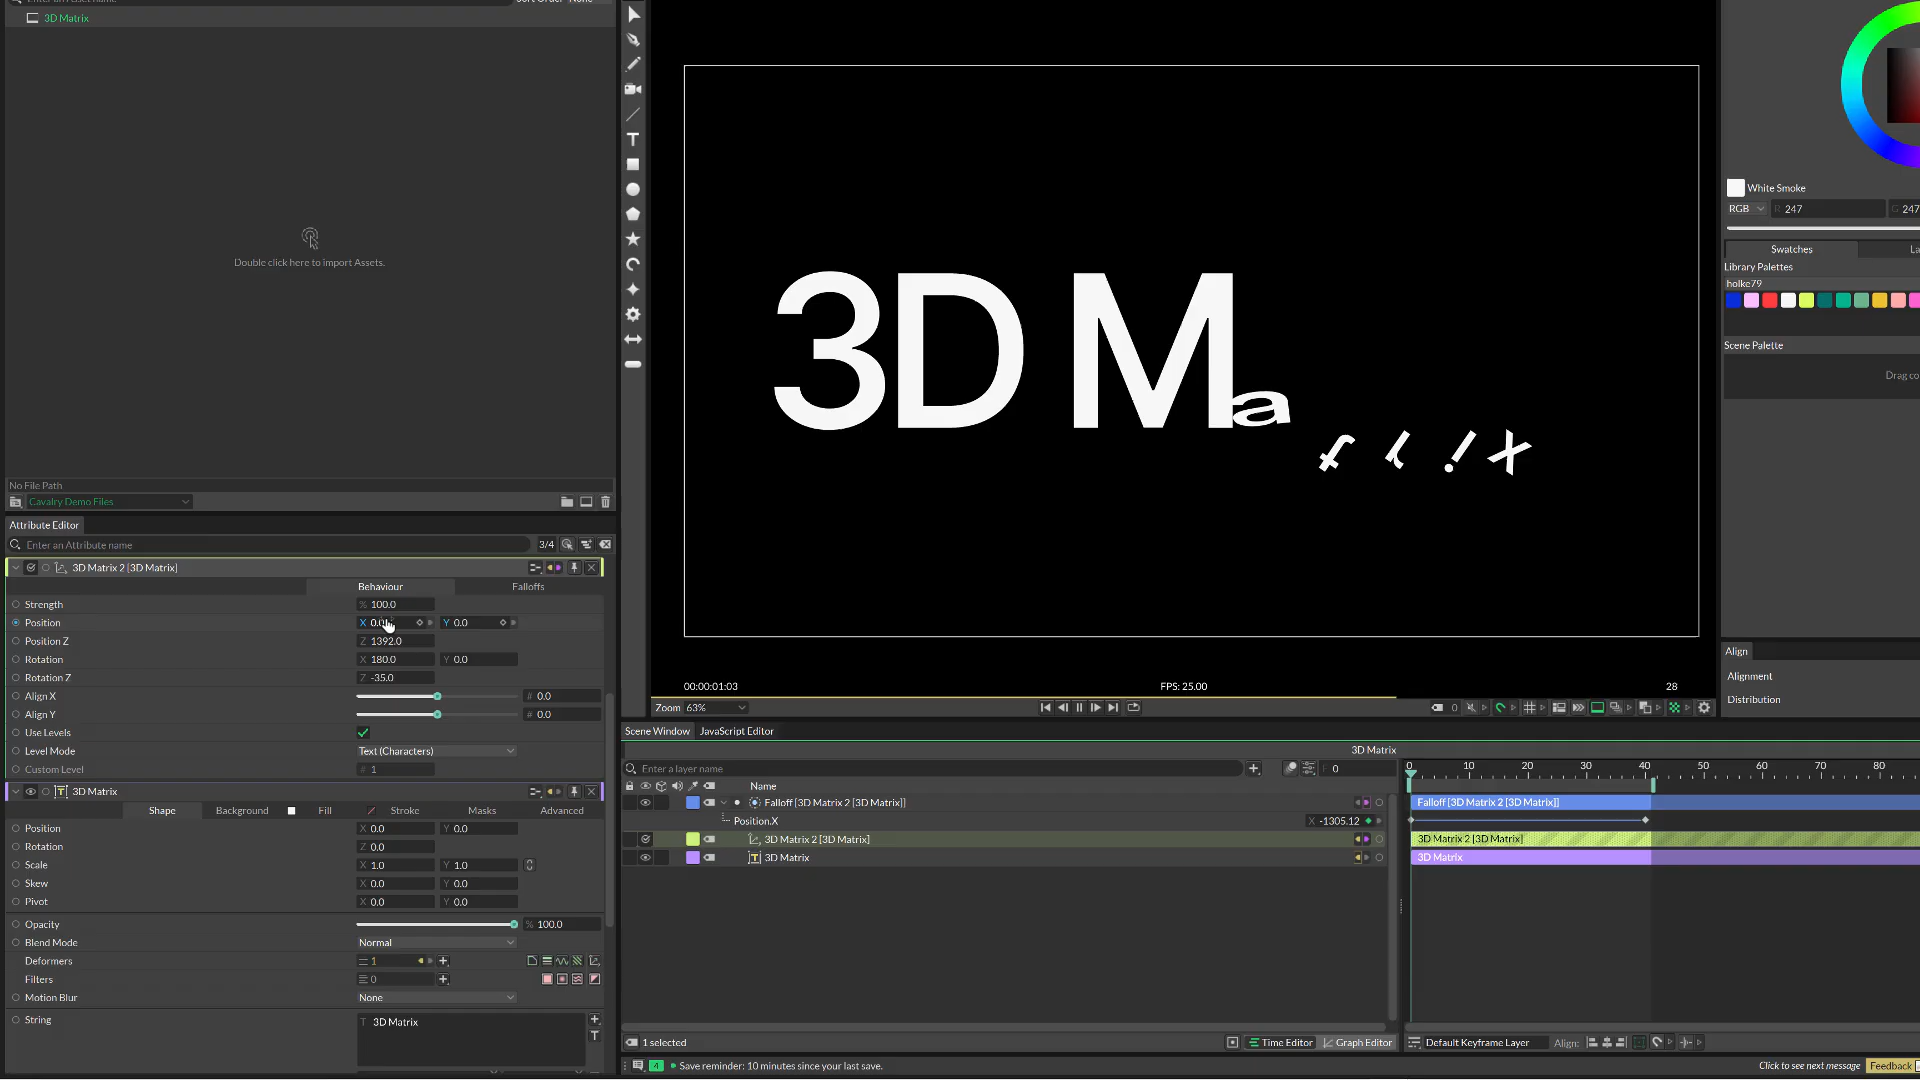 3D Matrix
Double click here to import Assets.
No File Path
Cavalry Demo Files
Attribute Editor
Enter an Attribute name
3/4
3D Matrix 2 [3D Matrix]
Behaviour
Falloffs
Strength
% 100.0
Position
X 0.0
Y 0.0
Position Z
Z 1392.0
Rotation
X 180.0
Y 0.0
Rotation Z
Z -35.0
Align X
# 0.0
Align Y
# 0.0
Use Levels
Level Mode
Text (Characters)
Custom Level
# 1
3D Matrix
Shape
Background
Fill
Stroke
Masks
Advanced
Position
X 0.0
Y 0.0
Rotation
Z 0.0
Scale
X 1.0
Y 1.0
Skew
X 0.0
Y 0.0
Pivot
X 0.0
Y 0.0
Opacity
% 100.0
Blend Mode
Normal
Deformers
1
Filters
0
Motion Blur
None
String
T 3D Matrix
3D Matrix
00:00:01:03
FPS: 25.00
28
Zoom 63%
0
Scene Window
JavaScript Editor
3D Matrix
Enter a layer name
F 0
Name
Falloff [3D Matrix 2 [3D Matrix]]
Position.X
X -1305.12
3D Matrix 2 [3D Matrix]
3D Matrix
0 10 20 30 40 50 60 70 80
Falloff [3D Matrix 2 [3D Matrix]]
3D Matrix 2 [3D Matrix]
3D Matrix
1 selected
Time Editor
Graph Editor
Default Keyframe Layer
Align:
4
Save reminder: 10 minutes since your last save.
Click to see next message
Feedback
White Smoke
RGB
R 247
G 247
Swatches
La
Library Palettes
holke79
Scene Palette
Drag co
Align
Alignment
Distribution